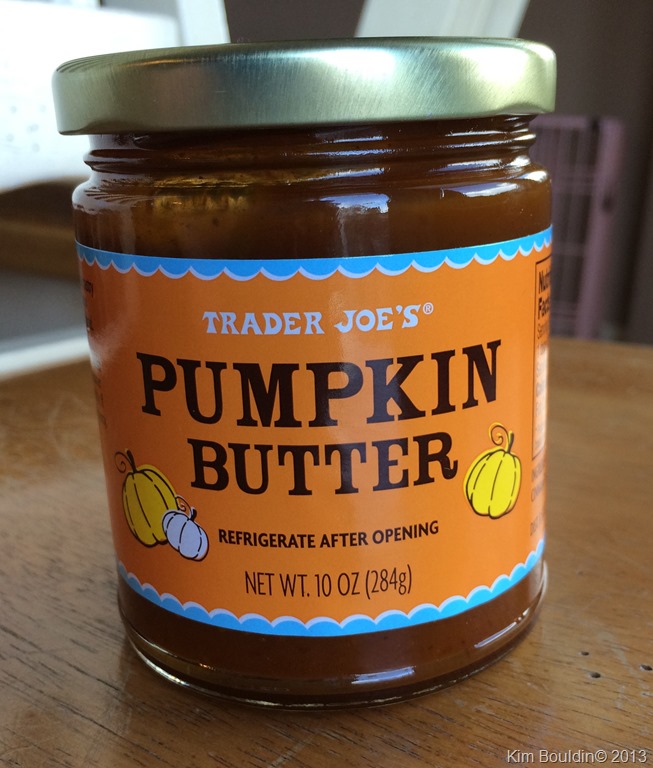 TRADER JOE'S®
PUMPKIN
BUTTER
REFRIGERATE AFTER OPENING
NET WT. 10 OZ (284g)
Kim Bouldin© 2013